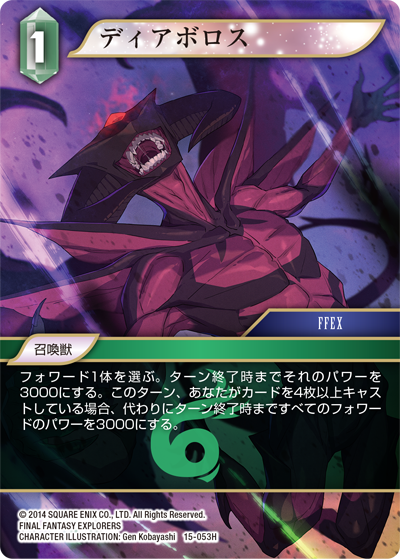 1
ディアボロス
FFEX
召喚獣
フォワード1体を選ぶ。ターン終了時までそれのパワーを
3000にする。このターン、あなたがカードを4枚以上キャス
トしている場合、代わりにターン終了時まですべてのフォワー
ドのパワーを3000にする。
6
© 2014 SQUARE ENIX CO., LTD. All Rights Reserved.
FINAL FANTASY EXPLORERS
CHARACTER ILLUSTRATION: Gen Kobayashi 15-053H